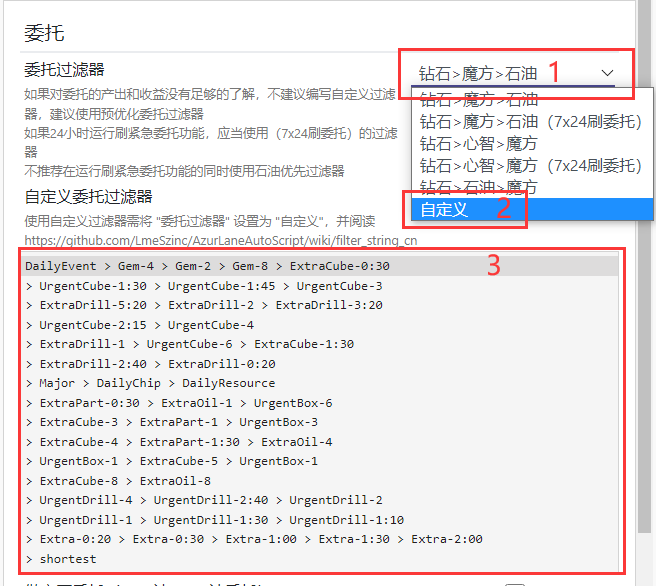 委托
委托过滤器
钻石>魔方>石油
1
如果对委托的产出和收益没有足够的了解，不建议编写自定义过滤
器，建议使用预优化委托过滤器
如果24小时运行刷紧急委托功能，应当使用（7x24刷委托）的过滤
器
不推荐在运行刷紧急委托功能的同时使用石油优先过滤器
钻石>魔方>石油
钻石>魔方>石油（7x24刷委托）
钻石>心智>魔方
钻石>心智>魔方（7x24刷委托）
钻石>石油>魔方
自定义
2
自定义委托过滤器
使用自定义过滤器需将 "委托过滤器" 设置为 "自定义"，并阅读
https://github.com/LmeSzinc/AzurLaneAutoScript/wiki/filter_string_cn
3
DailyEvent > Gem-4 > Gem-2 > Gem-8 > ExtraCube-0:30
> UrgentCube-1:30 > UrgentCube-1:45 > UrgentCube-3
> ExtraDrill-5:20 > ExtraDrill-2 > ExtraDrill-3:20
> UrgentCube-2:15 > UrgentCube-4
> ExtraDrill-1 > UrgentCube-6 > ExtraCube-1:30
> ExtraDrill-2:40 > ExtraDrill-0:20
> Major > DailyChip > DailyResource
> ExtraPart-0:30 > ExtraOil-1 > UrgentBox-6
> ExtraCube-3 > ExtraPart-1 > UrgentBox-3
> ExtraCube-4 > ExtraPart-1:30 > ExtraOil-4
> UrgentBox-1 > ExtraCube-5 > UrgentBox-1
> ExtraCube-8 > ExtraOil-8
> UrgentDrill-4 > UrgentDrill-2:40 > UrgentDrill-2
> UrgentDrill-1 > UrgentDrill-1:30 > UrgentDrill-1:10
> Extra-0:20 > Extra-0:30 > Extra-1:00 > Extra-1:30 > Extra-2:00
> shortest